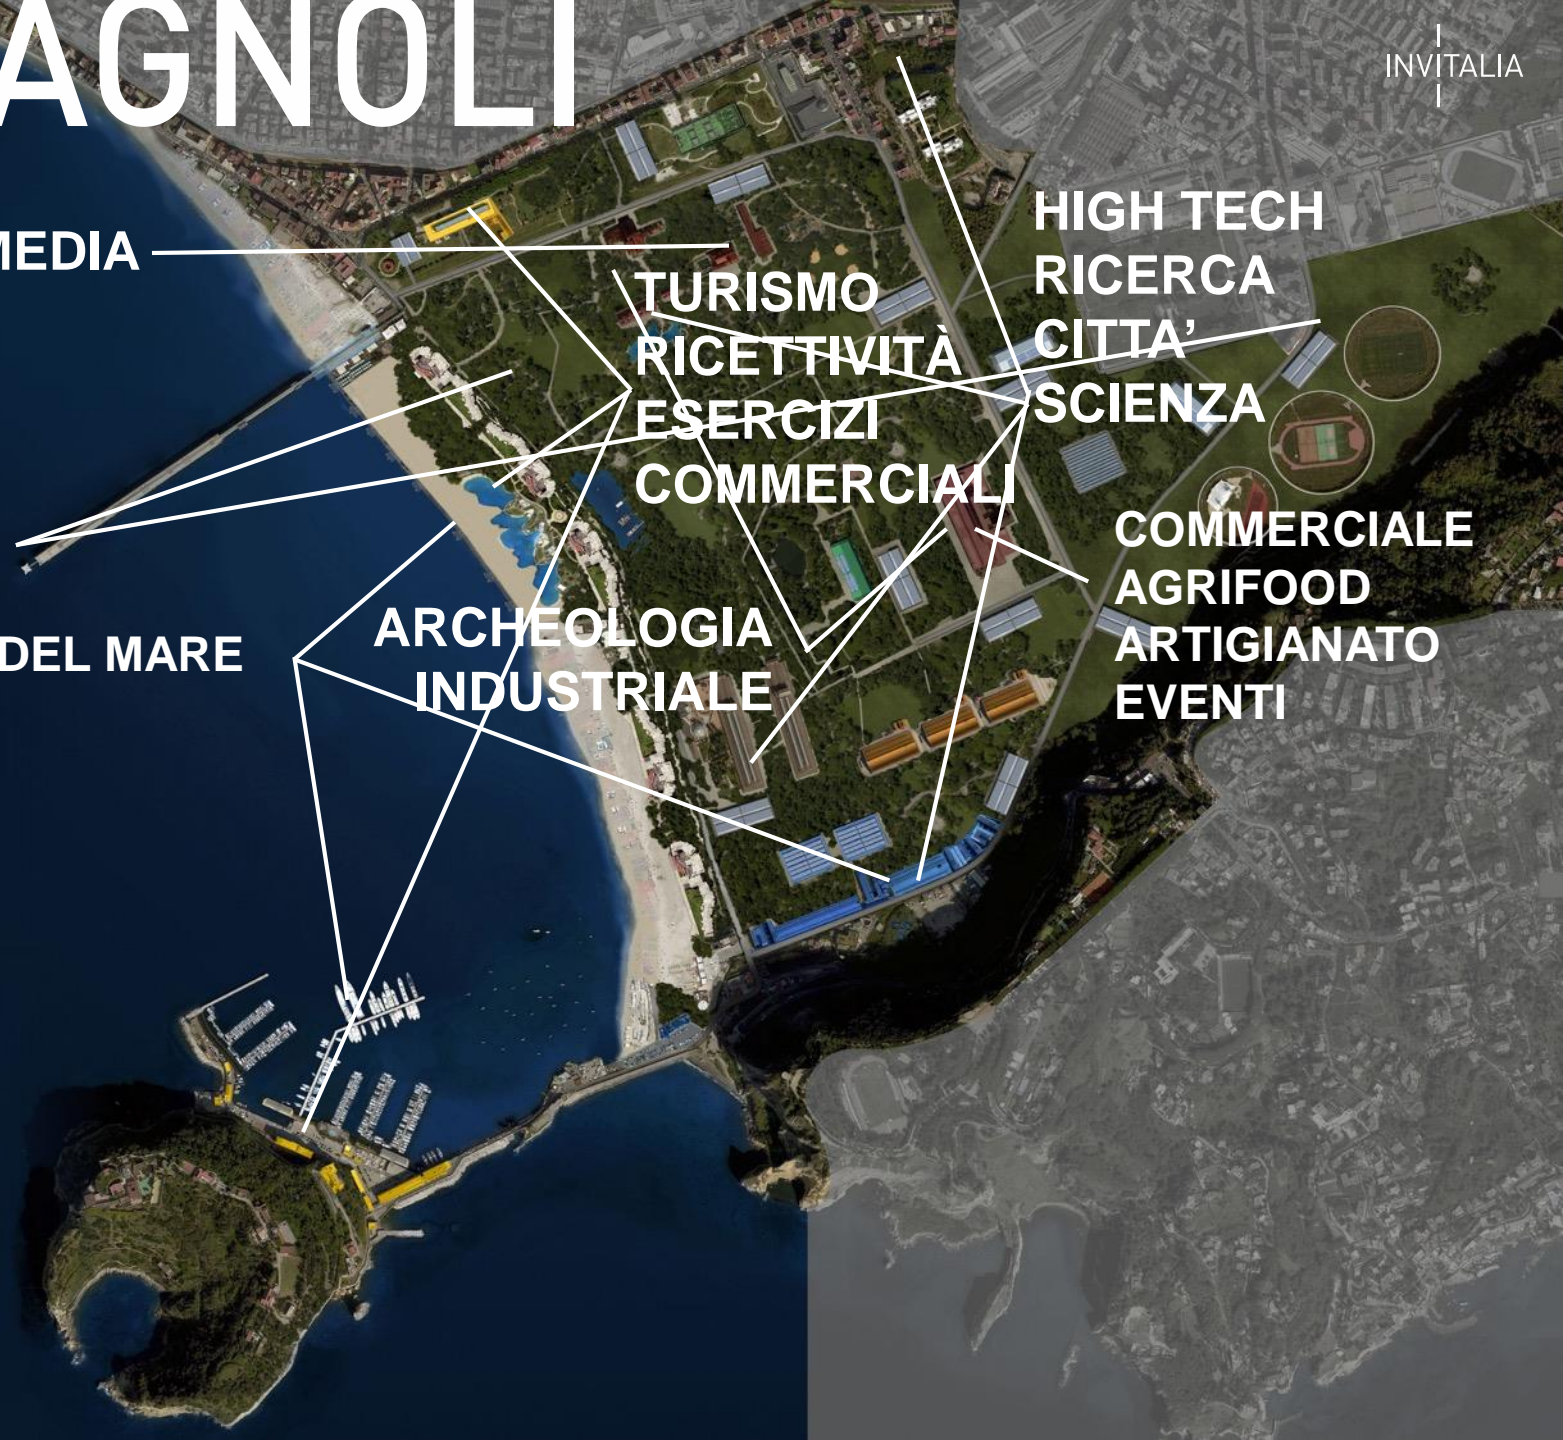 AGNOLI
INVITALIA
MEDIA
TURISMO
RICETTIVITÀ
ESERCIZI
COMMERCIALI
HIGH TECH
RICERCA
CITTA’
SCIENZA
COMMERCIALE
AGRIFOOD
ARTIGIANATO
EVENTI
ARCHEOLOGIA
INDUSTRIALE
DEL MARE